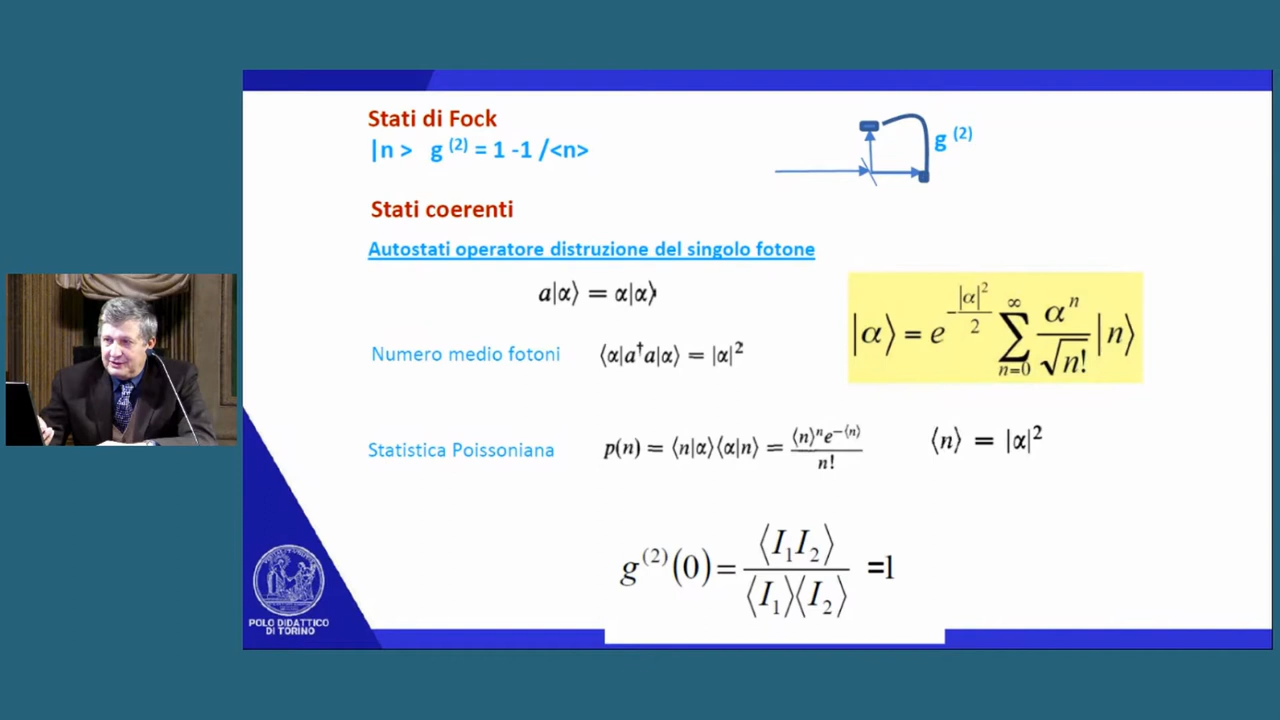 Stati di Fock
|n > g ⁽²⁾ = 1 -1 /<n>
g ⁽²⁾
Stati coerenti
Autostati operatore distruzione del singolo fotone
a|α⟩ = α|α⟩
|α⟩ = e^{-|α|²/2} ∑_{n=0}^{∞} αⁿ/√n! |n⟩
Numero medio fotoni ⟨α|a†a|α⟩ = |α|²
Statistica Poissoniana p(n) = ⟨n|α⟩⟨α|n⟩ = ⟨n⟩ⁿe^{−⟨n⟩}/n! ⟨n⟩ = |α|²
g⁽²⁾(0) = ⟨I₁I₂⟩/⟨I₁⟩⟨I₂⟩ =1
POLO DIDATTICO
DI TORINO